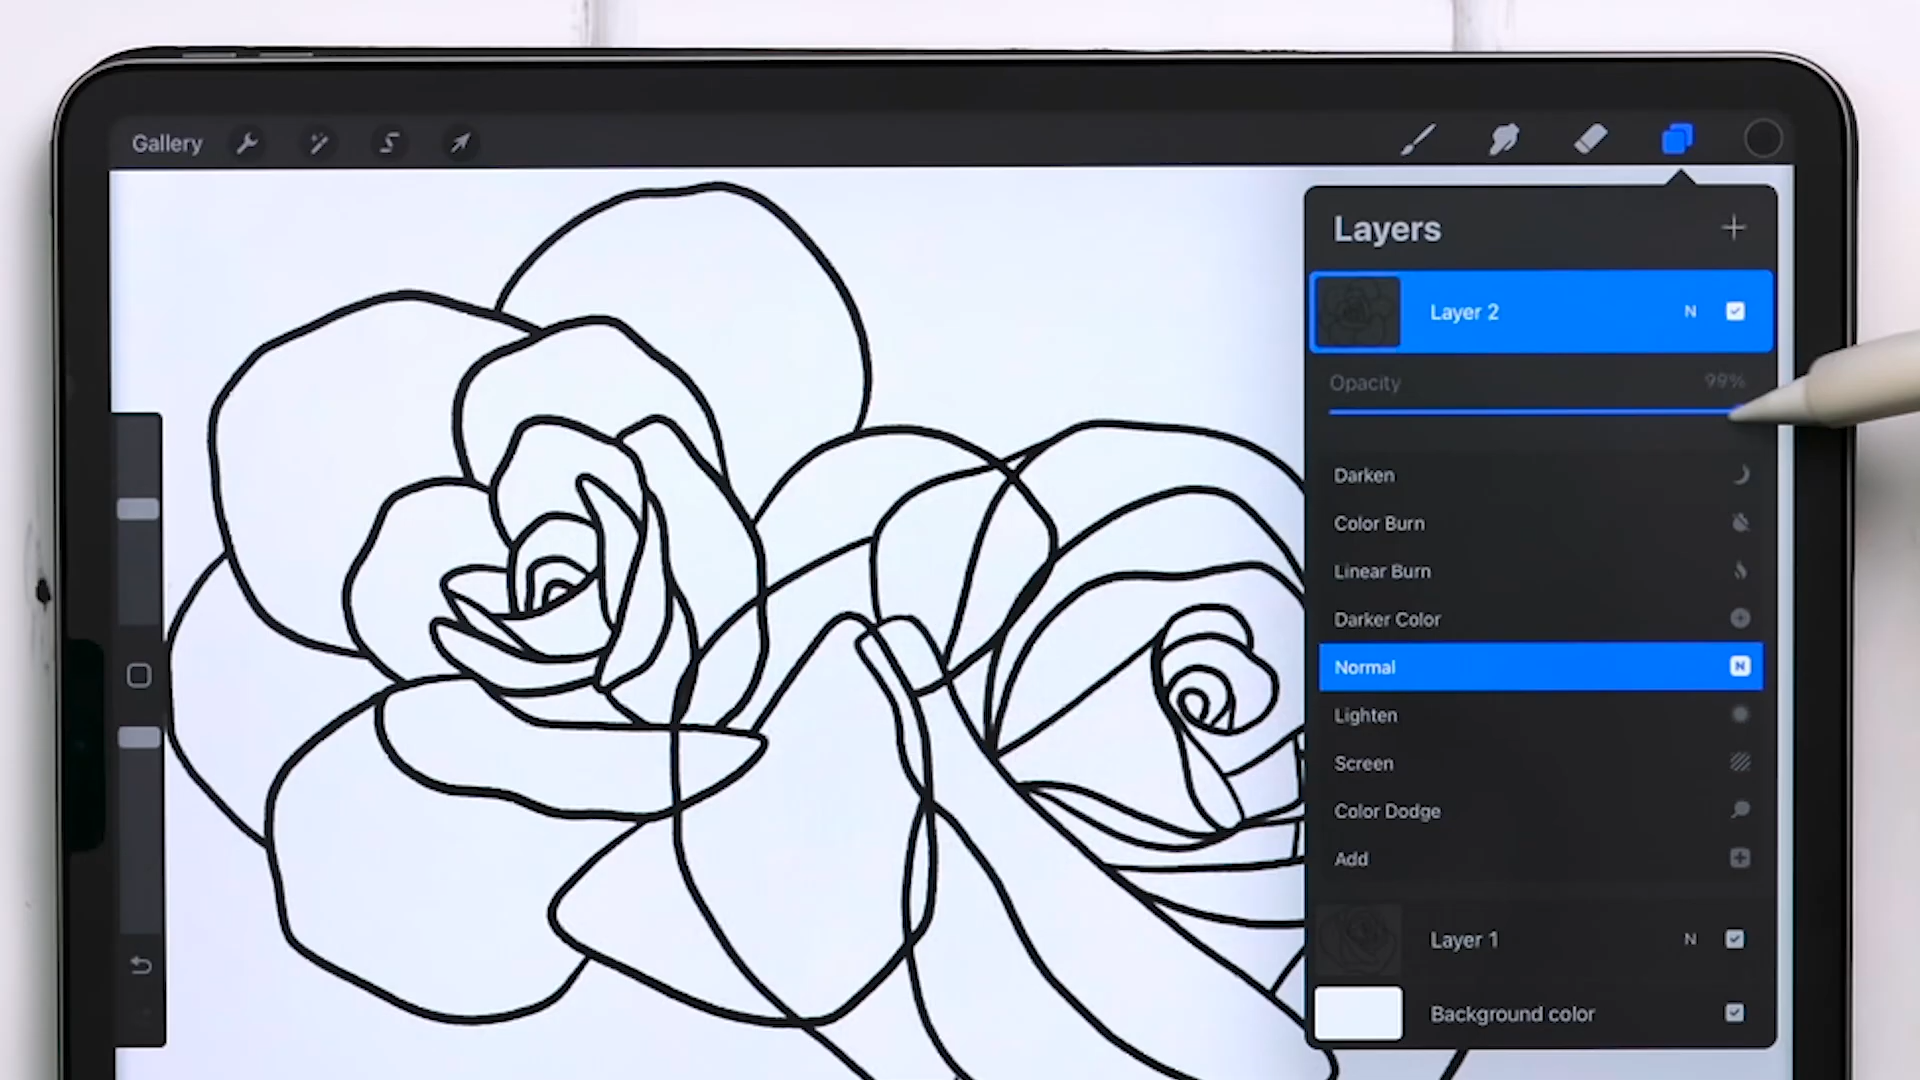 Gallery
Layers
Layer 2 N
Opacity 99%
Darken
Color Burn
Linear Burn
Darker Color
Normal N
Lighten
Screen
Color Dodge
Add
Layer 1 N
Background color